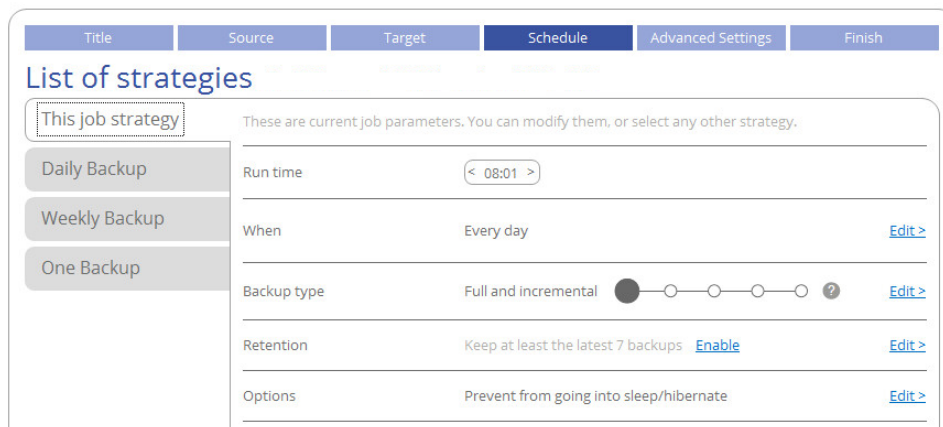 Title Source Target Schedule Advanced Settings Finish
List of strategies
This job strategy
These are current job parameters. You can modify them, or select any other strategy.
Daily Backup
Weekly Backup
One Backup
Run time < 08:01 >
When Every day Edit >
Backup type Full and incremental ? Edit >
Retention Keep at least the latest 7 backups Enable Edit >
Options Prevent from going into sleep/hibernate Edit >